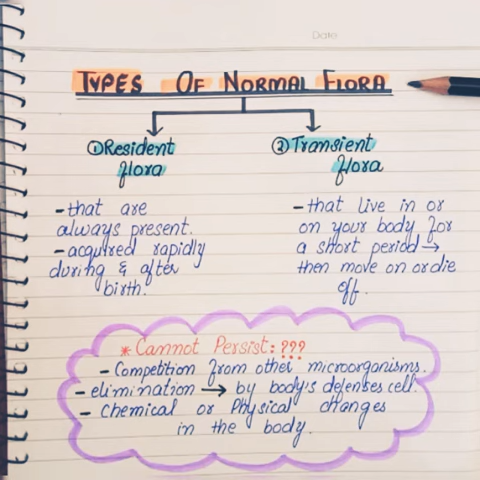 Date
TYPES OF NORMAL FLORA
①Resident
flora
②Transient
flora
-that are
always present.
-acquired rapidly
during & after
birth.
-that live in or
on your body for
a short period→
then move on or die
off.
*Cannot Persist:???
- Competition from other microorganisms.
- elimination → by body's defenses cell.
- Chemical or Physical changes
in the body.